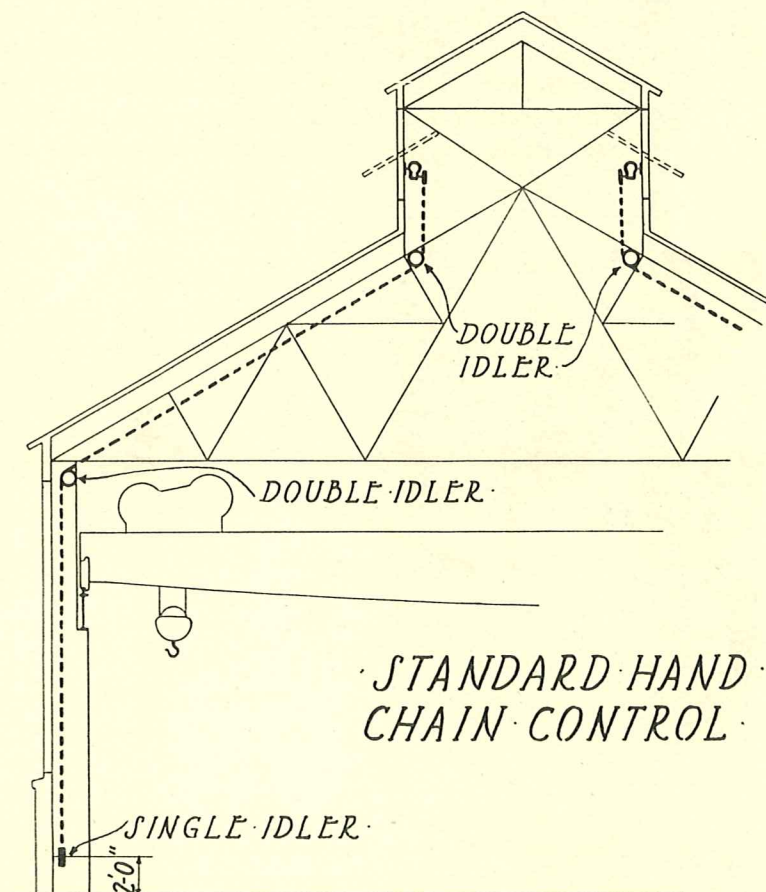 DOUBLE
IDLER
DOUBLE·IDLER·
·STANDARD·HAND·
CHAIN·CONTROL·
SINGLE·IDLER·
2'-0"